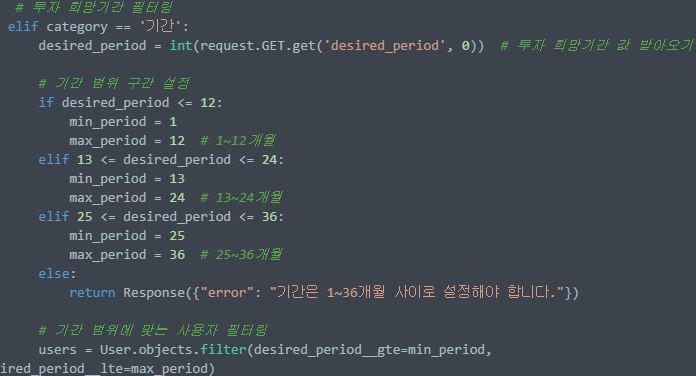 # 투자 희망기간 필터링
elif category == '기간':
desired_period = int(request.GET.get('desired_period', 0))  # 투자 희망기간 값 받아오기
# 기간 범위 구간 설정
if desired_period <= 12:
min_period = 1
max_period = 12  # 1~12개월
elif 13 <= desired_period <= 24:
min_period = 13
max_period = 24  # 13~24개월
elif 25 <= desired_period <= 36:
min_period = 25
max_period = 36  # 25~36개월
else:
return Response({"error": "기간은 1~36개월 사이로 설정해야 합니다."})
# 기간 범위에 맞는 사용자 필터링
users = User.objects.filter(desired_period__gte=min_period,
ired_period__lte=max_period)